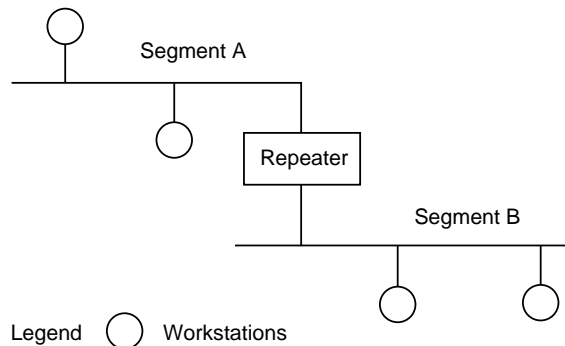 Segment A
Repeater
Segment B
Legend Workstations